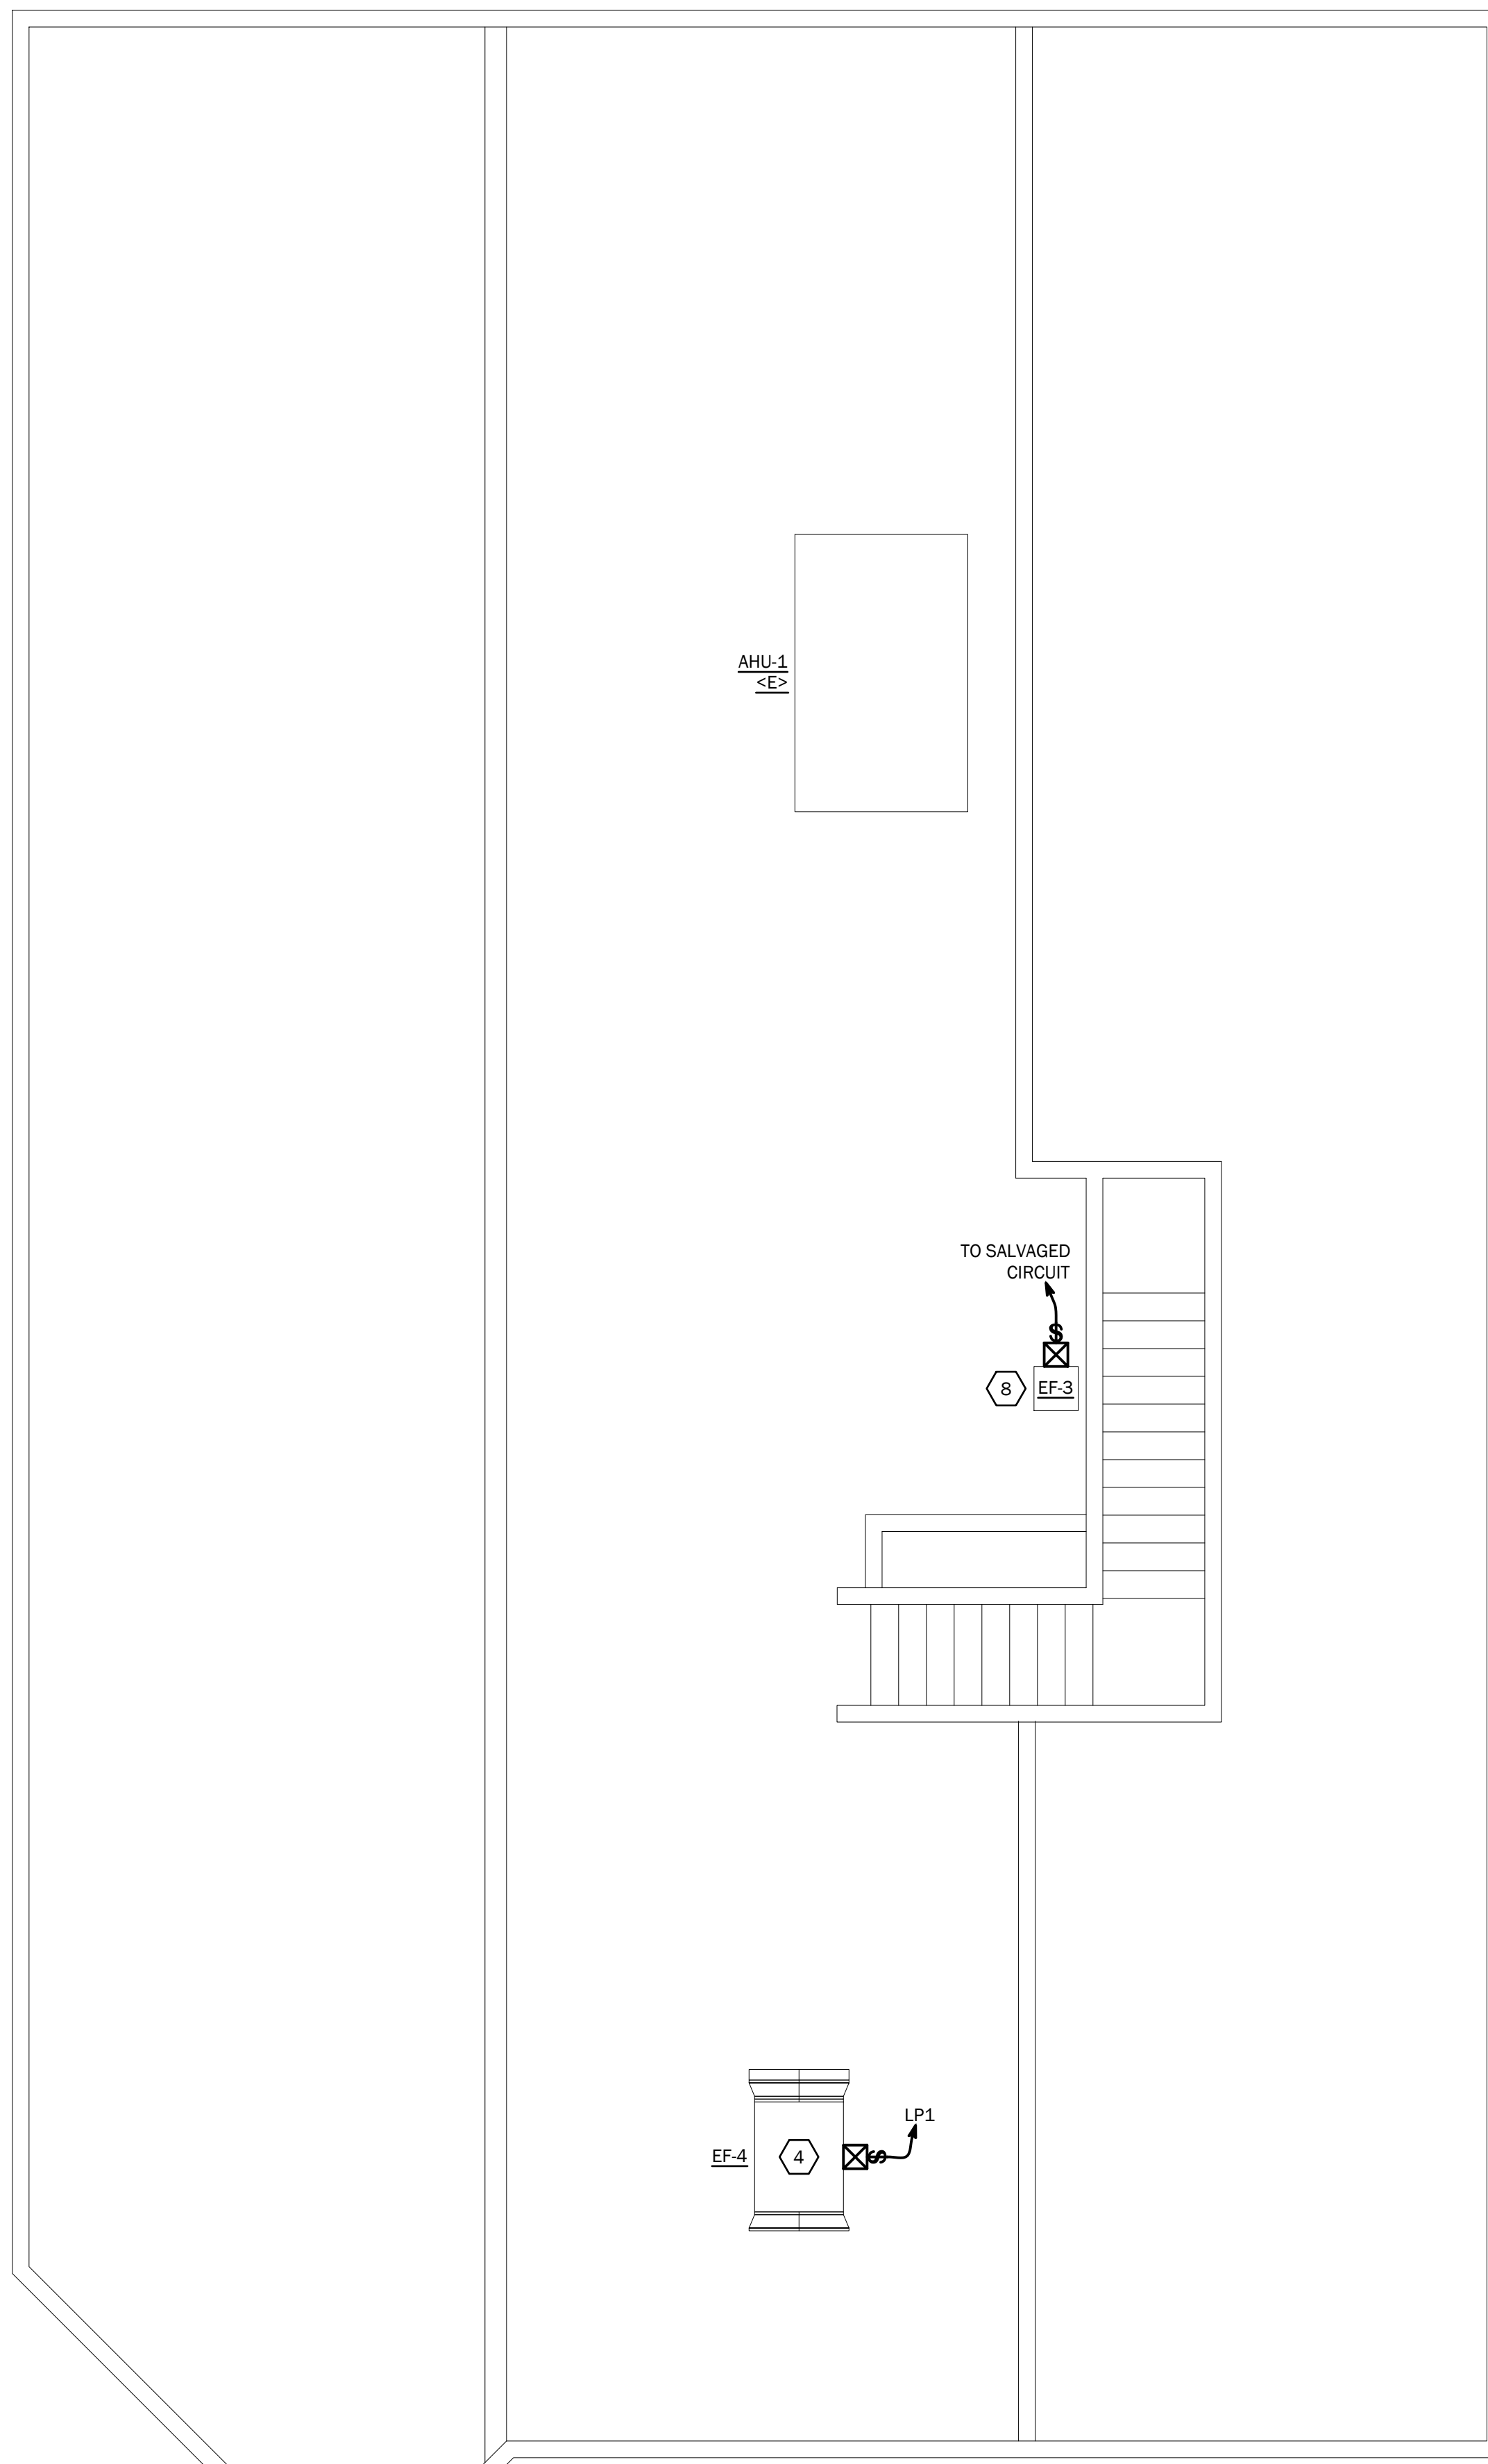 AHU-1
<E>
TO SALVAGED
CIRCUIT
$
8
EF-3
LP1
EF-4
4
$